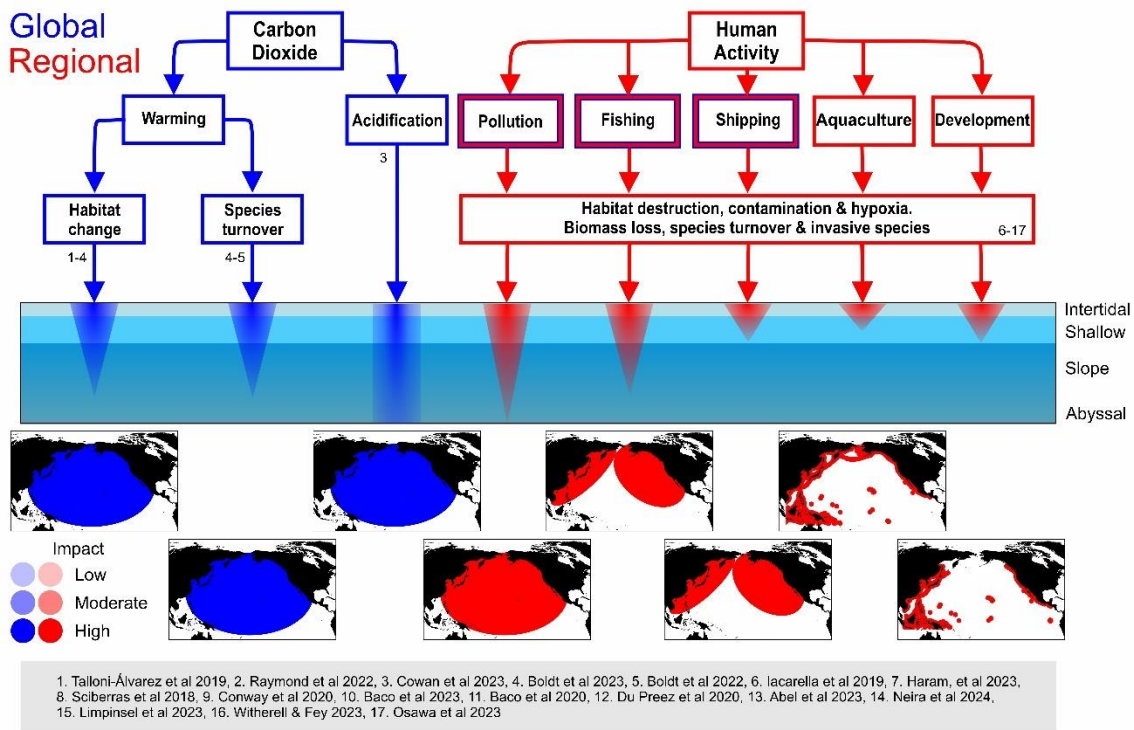 Global
Regional
Carbon
Dioxide
Human
Activity
Warming
Acidification
Pollution
Fishing
Shipping
Aquaculture
Development
3
Habitat
change
Species
turnover
Habitat destruction, contamination & hypoxia.
Biomass loss, species turnover & invasive species
6-17
1-4
4-5
Intertidal
Shallow
Slope
Abyssal
Impact
Low
Moderate
High
1. Talloni-Álvarez et al 2019, 2. Raymond et al 2022, 3. Cowan et al 2023, 4. Boldt et al 2023, 5. Boldt et al 2022, 6. Iacarella et al 2019, 7. Haram, et al 2023,
8. Sciberras et al 2018, 9. Conway et al 2020, 10. Baco et al 2023, 11. Baco et al 2020, 12. Du Preez et al 2020, 13. Abel et al 2023, 14. Neira et al 2024,
15. Limpinsel et al 2023, 16. Witherell & Fey 2023, 17. Osawa et al 2023